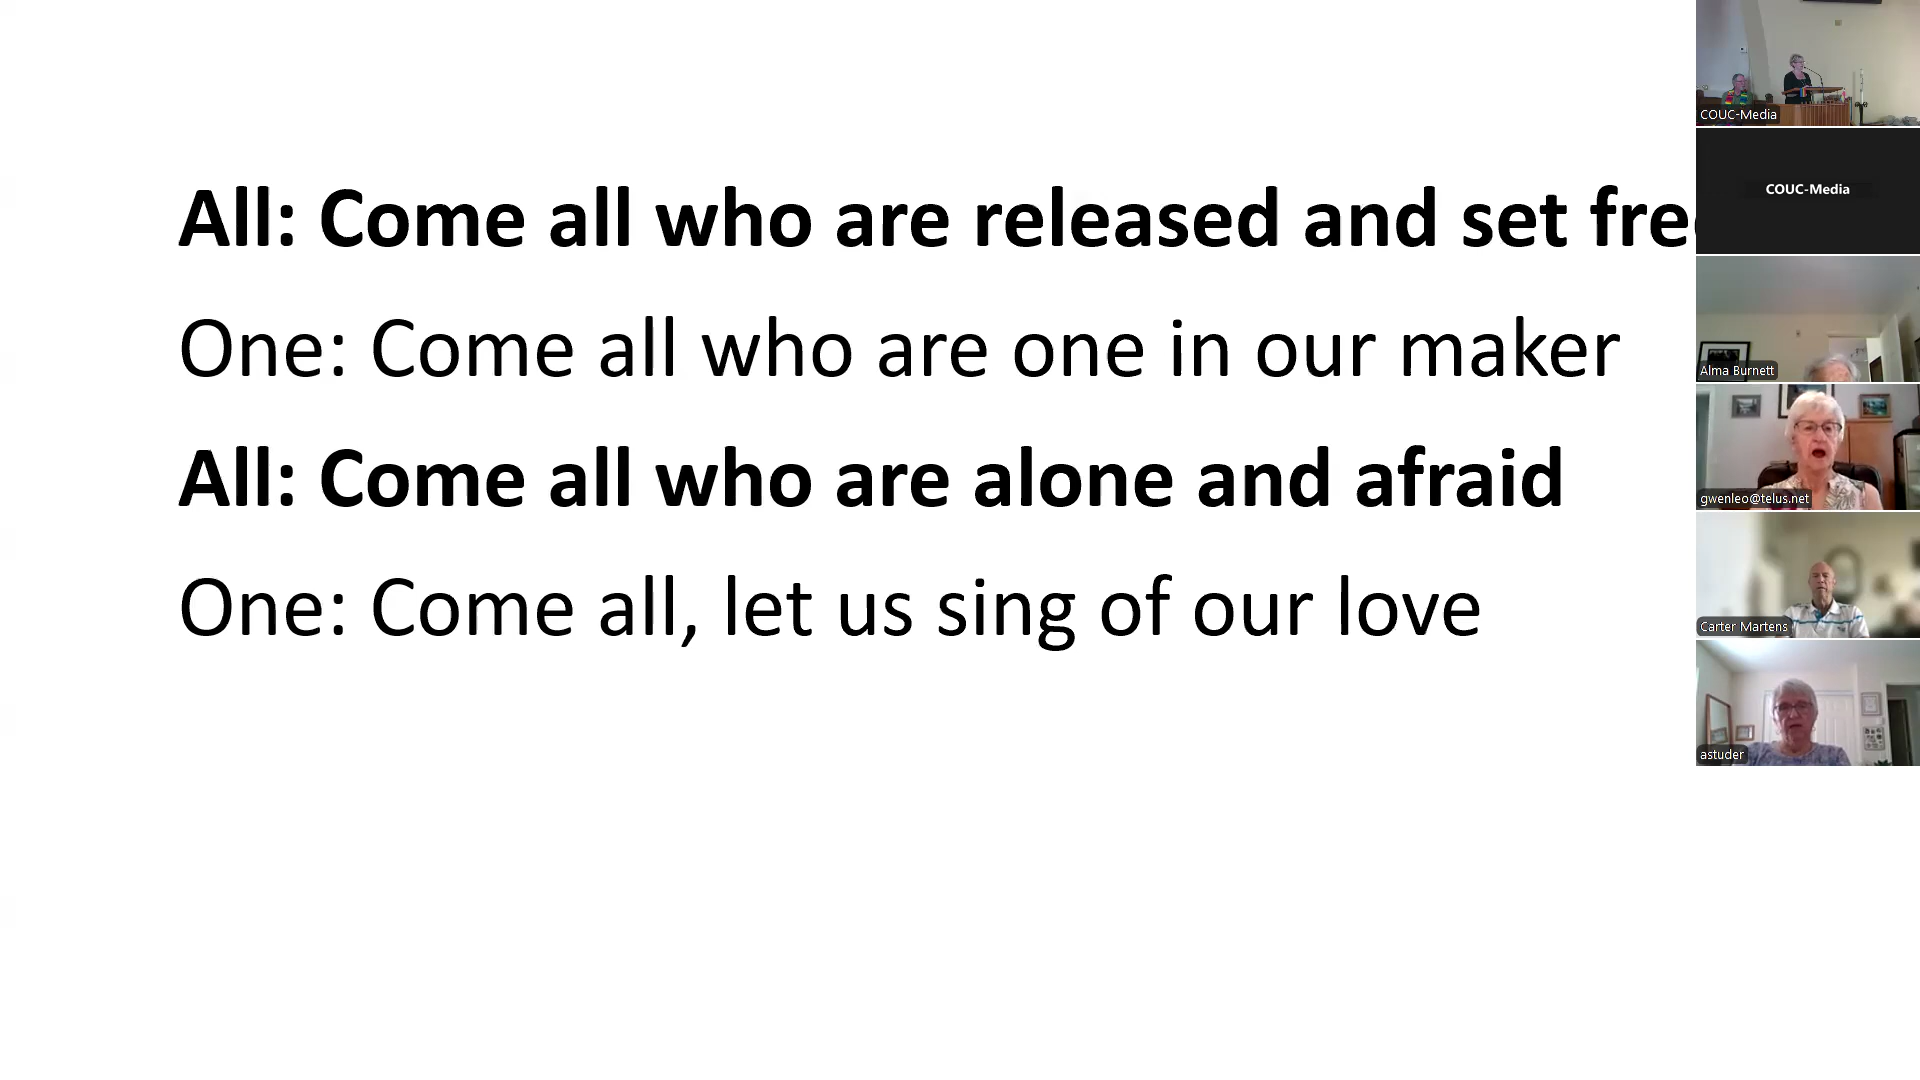 All: Come all who are released and set fre
One: Come all who are one in our maker
All: Come all who are alone and afraid
One: Come all, let us sing of our love
COUC-Media
COUC-Media
Alma Burnett
gwenleo@telus.net
Carter Martens
astuder